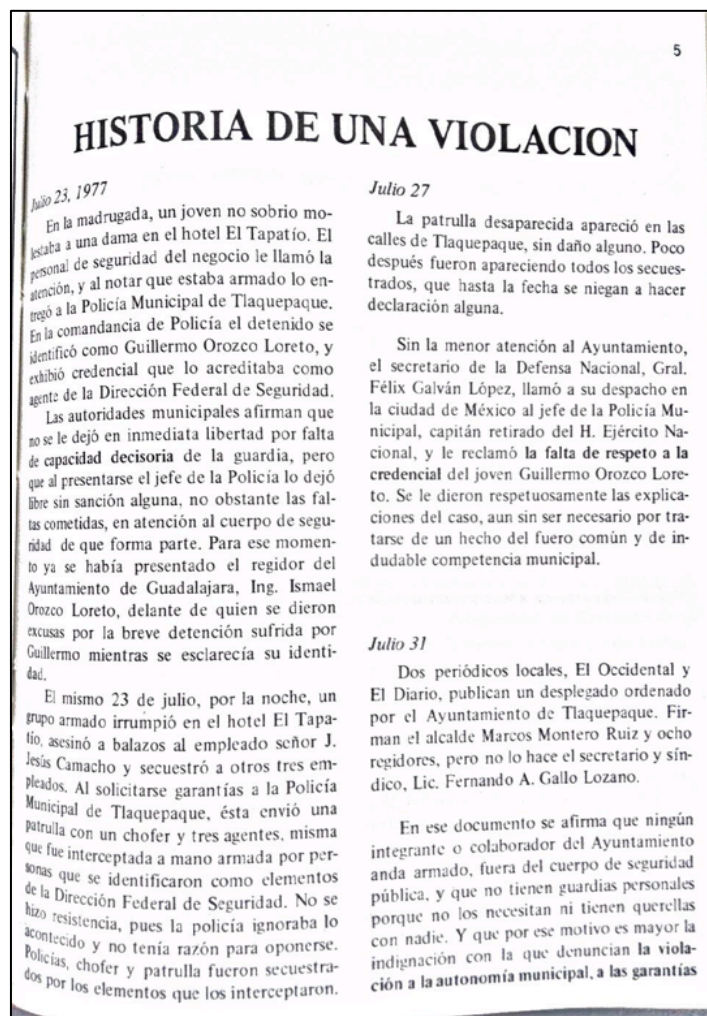 5
HISTORIA DE UNA VIOLACION
Julio 23, 1977
En la madrugada, un joven no sobrio mo-
lestaba a una dama en el hotel El Tapatío. El
personal de seguridad del negocio le llamó la
atención, y al notar que estaba armado lo en-
tregó a la Policía Municipal de Tlaquepaque.
En la comandancia de Policía el detenido se
identificó como Guillermo Orozco Loreto, y
exhibió credencial que lo acreditaba como
agente de la Dirección Federal de Seguridad.
Las autoridades municipales afirman que
no se le dejó en inmediata libertad por falta
de capacidad decisoria de la guardia, pero
que al presentarse el jefe de la Policía lo dejó
libre sin sanción alguna, no obstante las fal-
tas cometidas, en atención al cuerpo de segu-
ridad de que forma parte. Para ese momen-
to ya se había presentado el regidor del
Ayuntamiento de Guadalajara, Ing. Ismael
Orozco Loreto, delante de quien se dieron
excusas por la breve detención sufrida por
Guillermo mientras se esclarecía su identi-
dad.
El mismo 23 de julio, por la noche, un
grupo armado irrumpió en el hotel El Tapa-
tío, asesinó a balazos al empleado señor J.
Jesús Camacho y secuestró a otros tres em-
pleados. Al solicitarse garantías a la Policía
Municipal de Tlaquepaque, ésta envió una
patrulla con un chofer y tres agentes, misma
que fue interceptada a mano armada por per-
sonas que se identificaron como elementos
de la Dirección Federal de Seguridad. No se
hizo resistencia, pues la policía ignoraba lo
acontecido y no tenía razón para oponerse.
Policías, chofer y patrulla fueron secuestra-
dos por los elementos que los interceptaron.
Julio 27
La patrulla desaparecida apareció en las
calles de Tlaquepaque, sin daño alguno. Poco
después fueron apareciendo todos los secues-
trados, que hasta la fecha se niegan a hacer
declaración alguna.
Sin la menor atención al Ayuntamiento,
el secretario de la Defensa Nacional, Gral.
Félix Galván López, llamó a su despacho en
la ciudad de México al jefe de la Policía Mu-
nicipal, capitán retirado del H. Ejército Na-
cional, y le reclamó la falta de respeto a la
credencial del joven Guillermo Orozco Lore-
to. Se le dieron respetuosamente las explica-
ciones del caso, aun sin ser necesario por tra-
tarse de un hecho del fuero común y de in-
dudable competencia municipal.
Julio 31
Dos periódicos locales, El Occidental y
El Diario, publican un desplegado ordenado
por el Ayuntamiento de Tlaquepaque. Fir-
man el alcalde Marcos Montero Ruiz y ocho
regidores, pero no lo hace el secretario y sín-
dico, Lic. Fernando A. Gallo Lozano.
En ese documento se afirma que ningún
integrante o colaborador del Ayuntamiento
anda armado, fuera del cuerpo de seguridad
pública, y que no tienen guardias personales
porque no los necesitan ni tienen querellas
con nadie. Y que por ese motivo es mayor la
indignación con la que denuncian la viola-
ción a la autonomía municipal, a las garantías